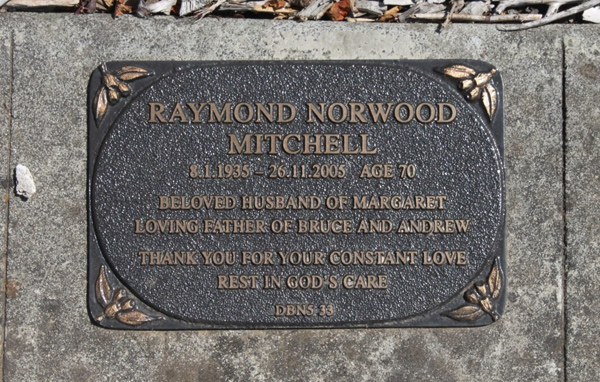 RAYMOND NORWOOD
MITCHELL
8.1.1935 – 26.11.2005 AGE 70
BELOVED HUSBAND OF MARGARET
LOVING FATHER OF BRUCE AND ANDREW
THANK YOU FOR YOUR CONSTANT LOVE
REST IN GOD'S CARE
DBN5 33